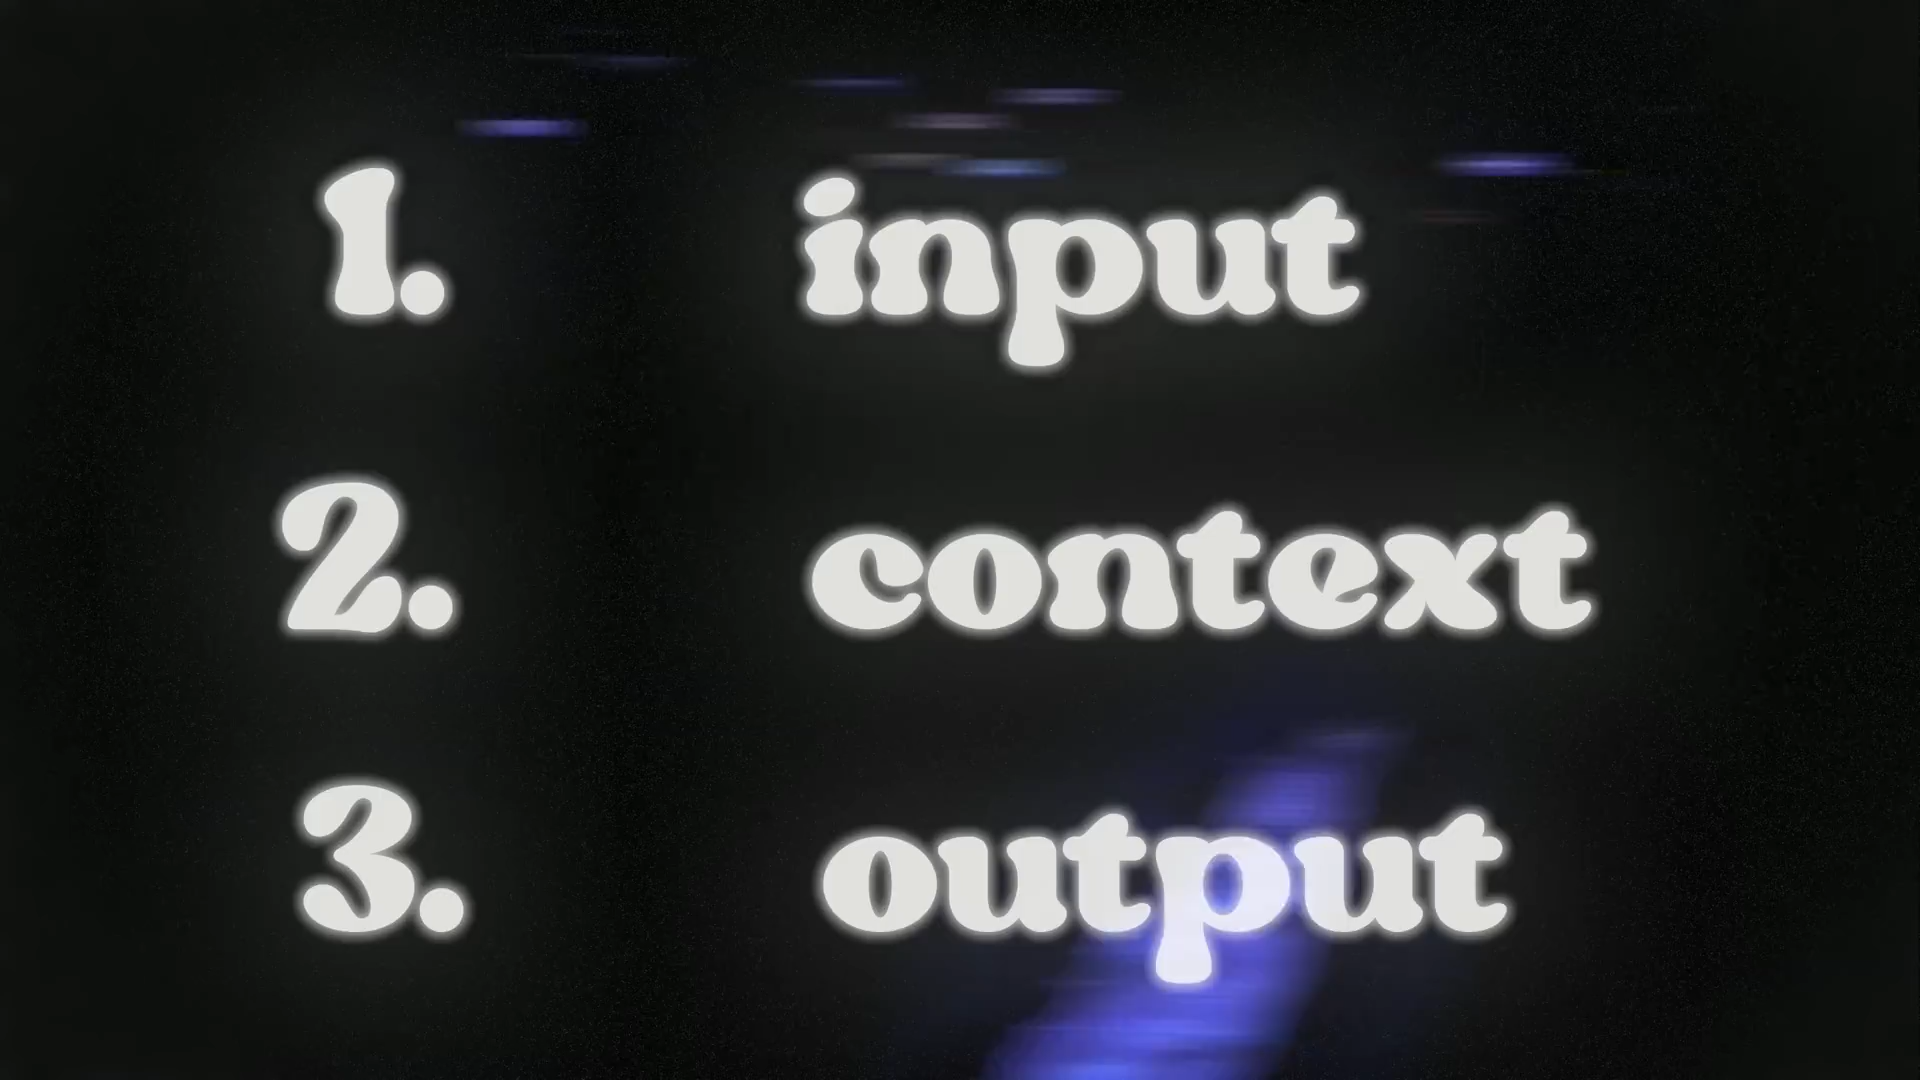 1. input
2. context
3. output